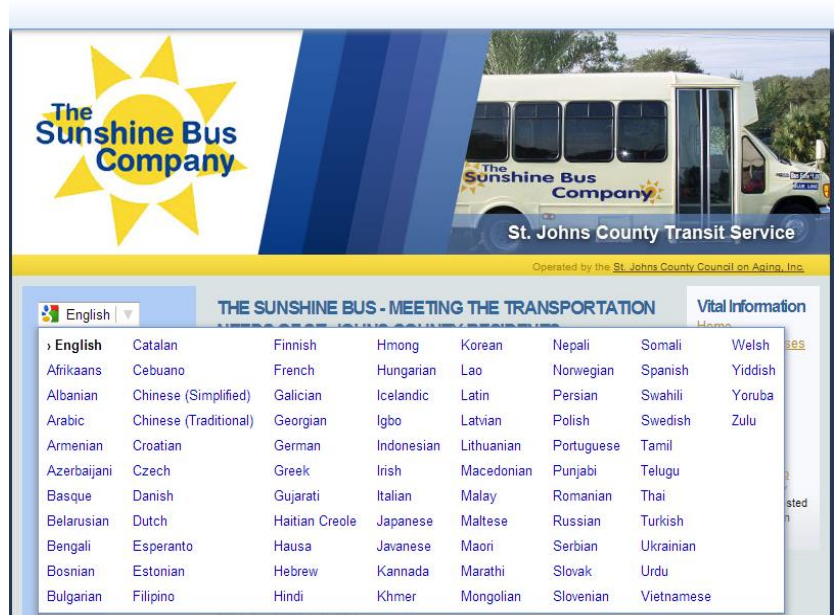 The
Sunshine Bus
Company
The
Sunshine Bus
Company
St. Johns County Transit Service
Operated by the St. Johns County Council on Aging, Inc.
English
THE SUNSHINE BUS - MEETING THE TRANSPORTATION
Vital Information
Home
› English Catalan Finnish Hmong Korean Nepali Somali Welsh
Afrikaans Cebuano French Hungarian Lao Norwegian Spanish Yiddish
Albanian Chinese (Simplified) Galician Icelandic Latin Persian Swahili Yoruba
Arabic Chinese (Traditional) Georgian Igbo Latvian Polish Swedish Zulu
Armenian Croatian German Indonesian Lithuanian Portuguese Tamil
Azerbaijani Czech Greek Irish Macedonian Punjabi Telugu
Basque Danish Gujarati Italian Malay Romanian Thai
Belarusian Dutch Haitian Creole Japanese Maltese Russian Turkish
Bengali Esperanto Hausa Javanese Maori Serbian Ukrainian
Bosnian Estonian Hebrew Kannada Marathi Slovak Urdu
Bulgarian Filipino Hindi Khmer Mongolian Slovenian Vietnamese